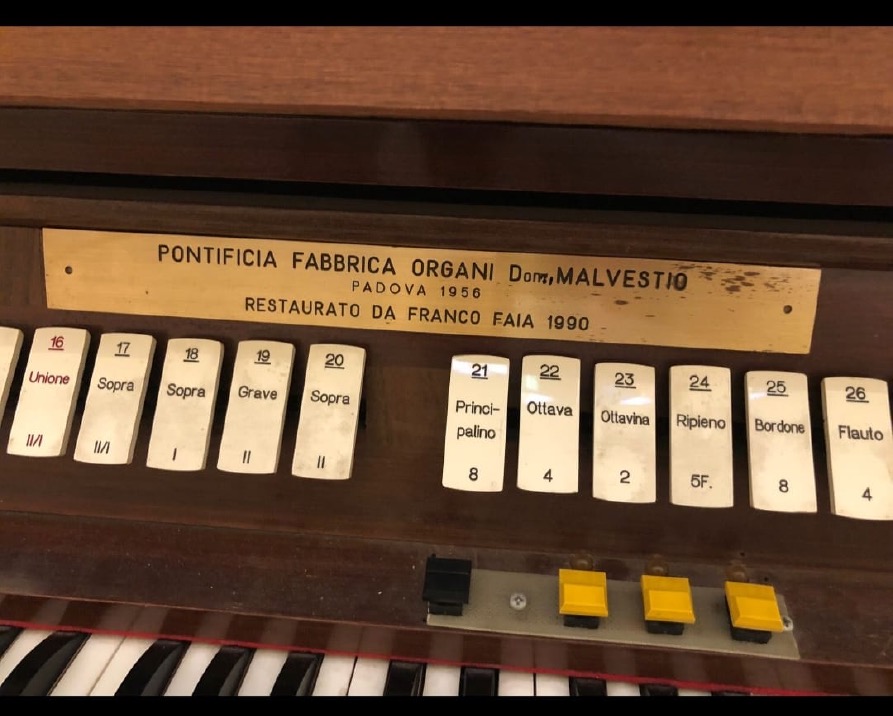 PONTIFICIA FABBRICA ORGANI Dom, MALVESTIO
PADOVA 1956
RESTAURATO DA FRANCO FAIA 1990
16
Unione
II/I
17
Sopra
II/I
18
Sopra
I
19
Grave
II
20
Sopra
II
21
Princi-
palino
8
22
Ottava
4
23
Ottavina
2
24
Ripieno
5F.
25
Bordone
8
26
Flauto
4